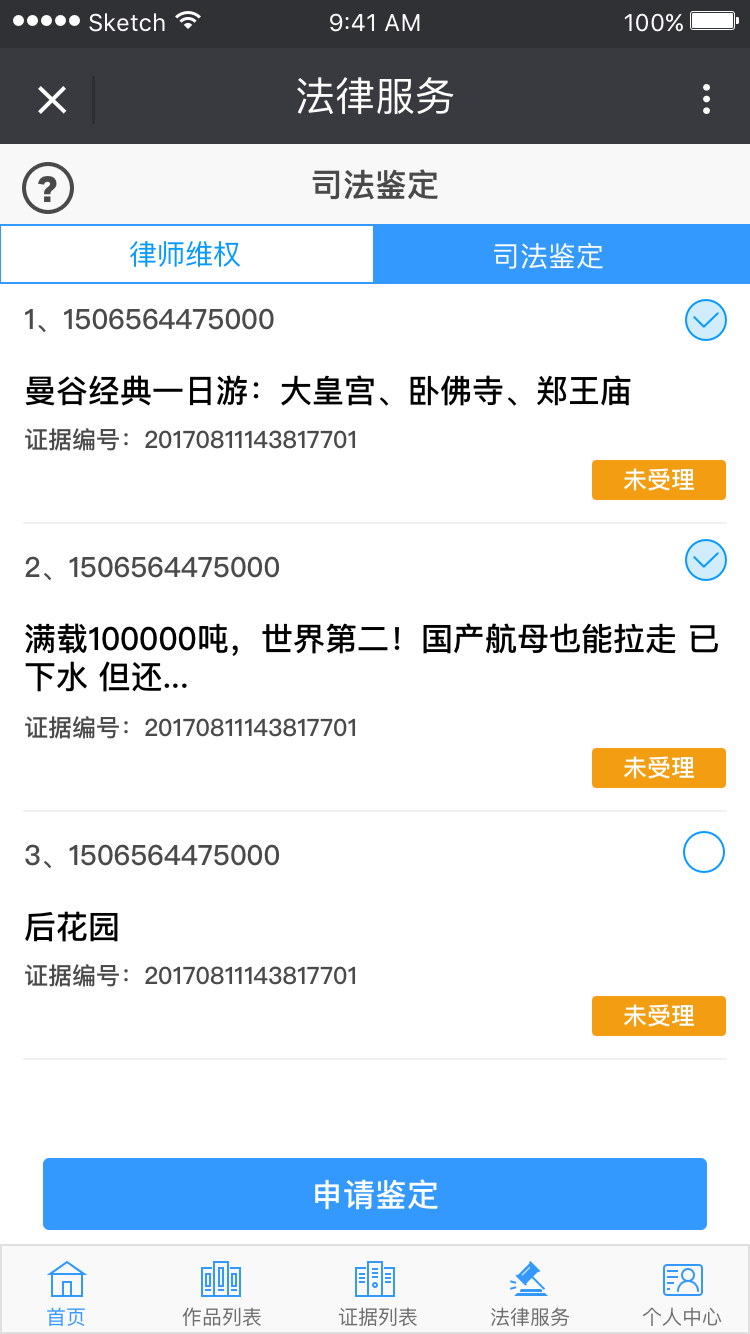 Sketch 9:41 AM 100%
法律服务
? 司法鉴定
律师维权 司法鉴定
1、1506564475000
曼谷经典一日游：大皇宫、卧佛寺、郑王庙
证据编号：20170811143817701
未受理
2、1506564475000
满载100000吨，世界第二！国产航母也能拉走 已
下水 但还...
证据编号：20170811143817701
未受理
3、1506564475000
后花园
证据编号：20170811143817701
未受理
申请鉴定
首页 作品列表 证据列表 法律服务 个人中心